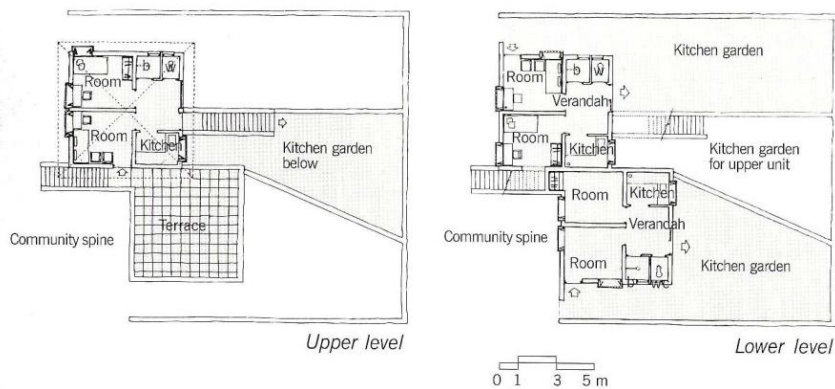 Room
b
W
Room
Kitchen
Kitchen garden
below
Terrace
Community spine
Upper level
Kitchen garden
Room
b
W
Verandah
Room
Kitchen
Kitchen garden
for upper unit
Room
Kitchen
Community spine
Verandah
Room
Kitchen garden
b
WC
Lower level
0 1 3 5 m